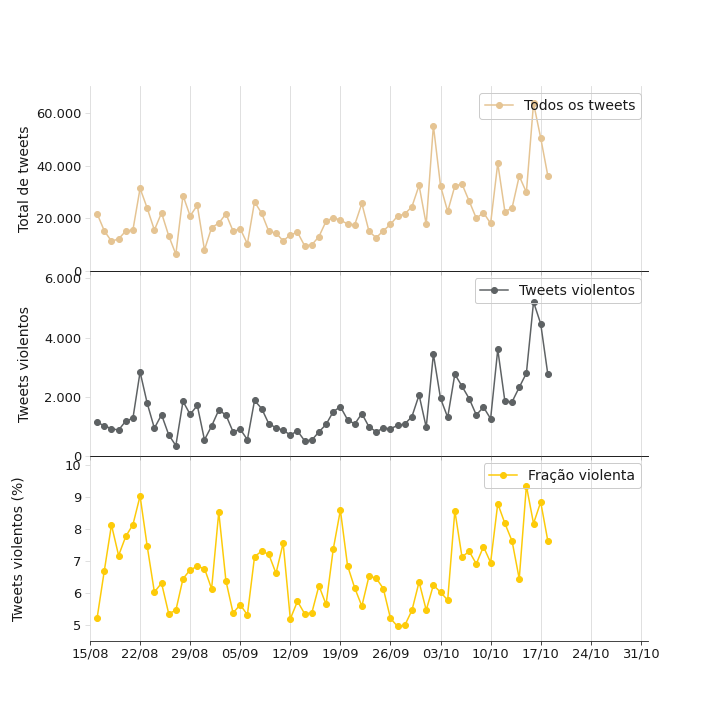 Todos os tweets
Total de tweets
60.000
40.000
20.000
0
Tweets violentos
Tweets violentos
6.000
4.000
2.000
0
Fração violenta
Tweets violentos (%)
10
9
8
7
6
5
15/08 22/08 29/08 05/09 12/09 19/09 26/09 03/10 10/10 17/10 24/10 31/10